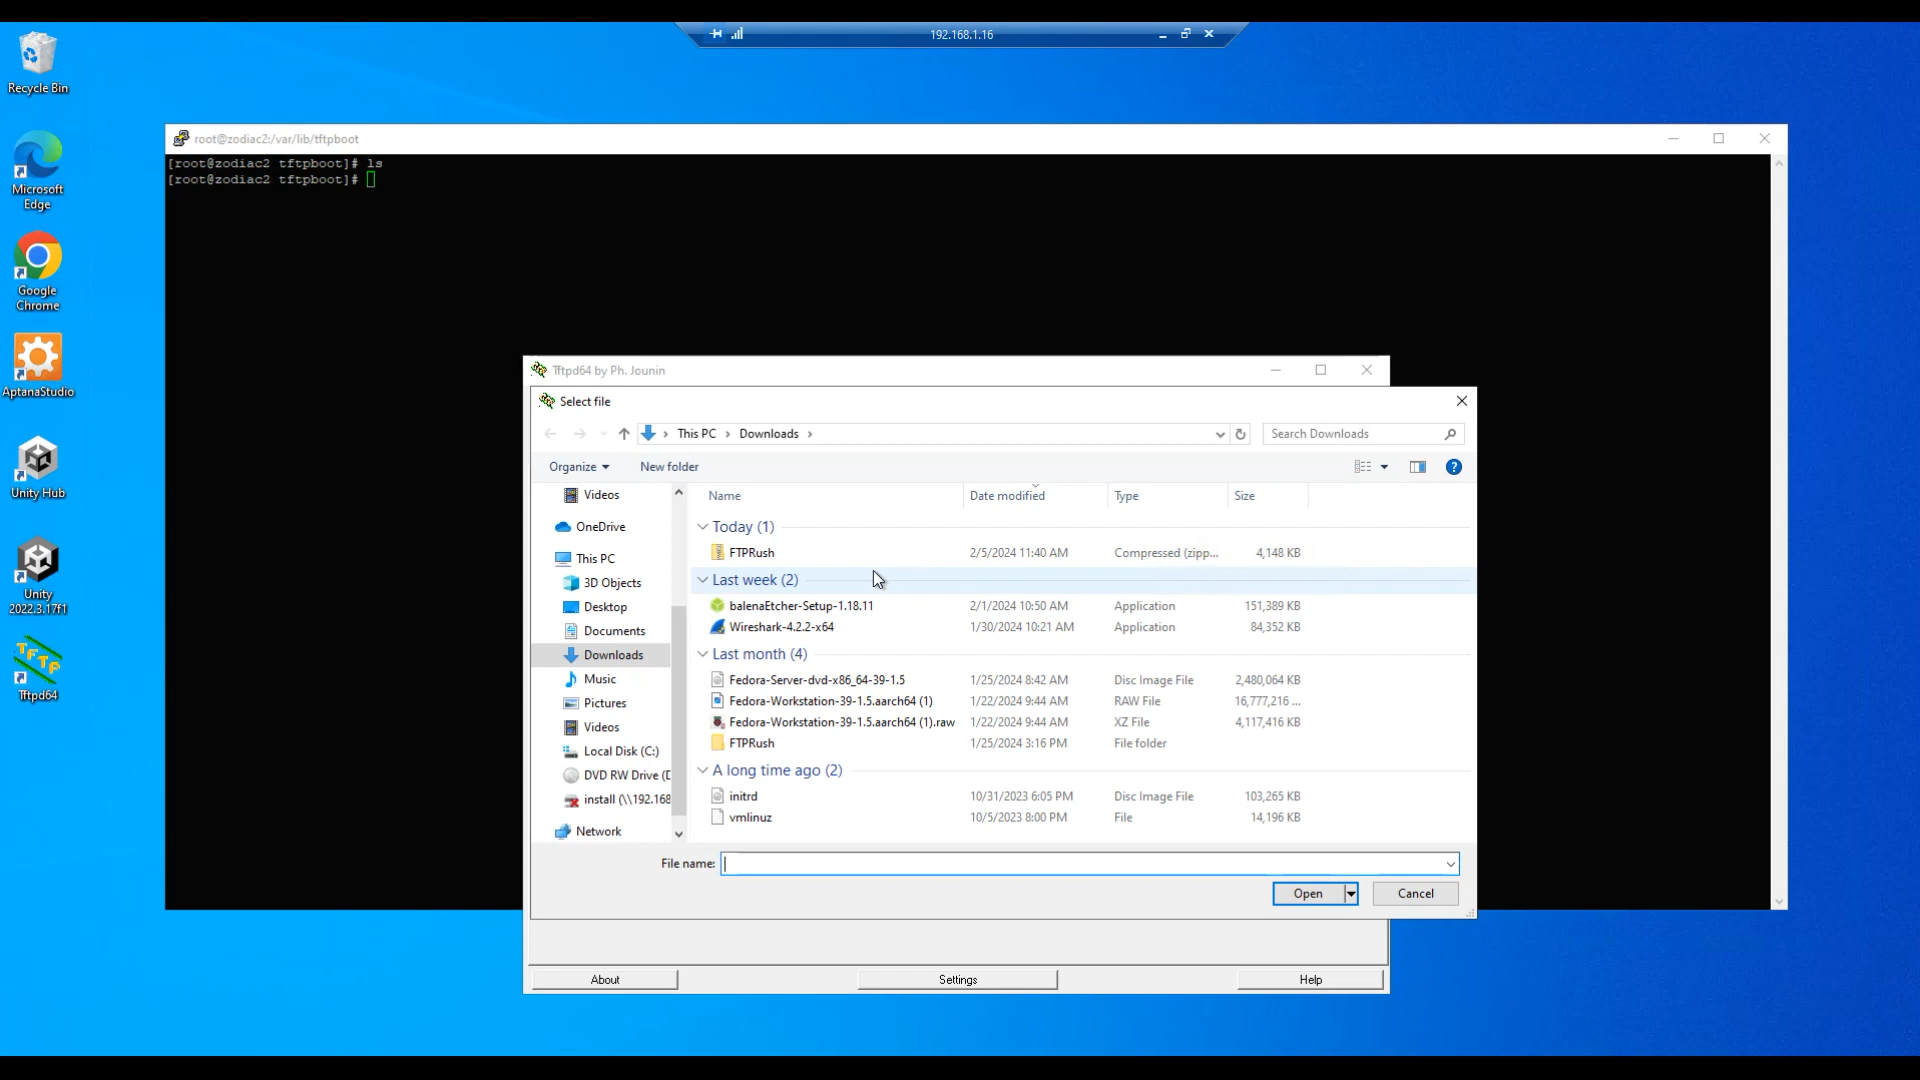 192.168.1.16
Recycle Bin
Microsoft
Edge
Google
Chrome
AptanaStudio
Unity Hub
Unity
2022.3.17f1
TFTP
Tftpd64
root@zodiac2:/var/lib/tftpboot
[root@zodiac2 tftpboot]# ls
[root@zodiac2 tftpboot]#
Tftpd64 by Ph. Jounin
Select file
This PC > Downloads >
Search Downloads
Organize
New folder
?
Videos
OneDrive
This PC
3D Objects
Desktop
Documents
Downloads
Music
Pictures
Videos
Local Disk (C:)
DVD RW Drive (D
install (\\192.168
Network
Name Date modified Type Size
Today (1)
FTPRush 2/5/2024 11:40 AM Compressed (zipp... 4,148 KB
Last week (2)
balenaEtcher-Setup-1.18.11 2/1/2024 10:50 AM Application 151,389 KB
Wireshark-4.2.2-x64 1/30/2024 10:21 AM Application 84,352 KB
Last month (4)
Fedora-Server-dvd-x86_64-39-1.5 1/25/2024 8:42 AM Disc Image File 2,480,064 KB
Fedora-Workstation-39-1.5.aarch64 (1) 1/22/2024 9:44 AM RAW File 16,777,216 ...
Fedora-Workstation-39-1.5.aarch64 (1).raw 1/22/2024 9:44 AM XZ File 4,117,416 KB
FTPRush 1/25/2024 3:16 PM File folder
A long time ago (2)
initrd 10/31/2023 6:05 PM Disc Image File 103,265 KB
vmlinuz 10/5/2023 8:00 PM File 14,196 KB
File name:
Open
Cancel
About
Settings
Help